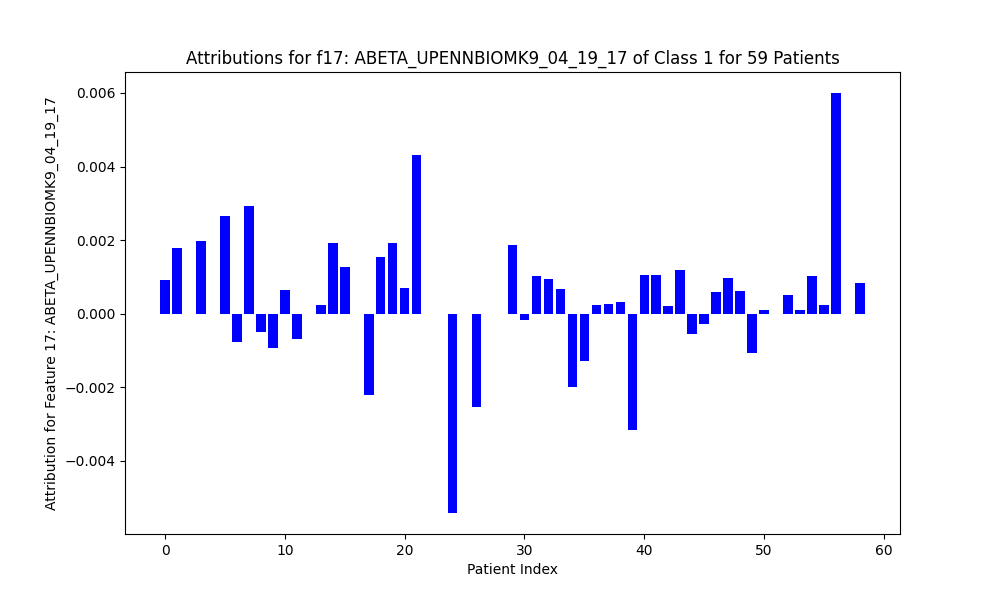 Attributions for f17: ABETA_UPENNBIOMK9_04_19_17 of Class 1 for 59 Patients
Attribution for Feature 17: ABETA_UPENNBIOMK9_04_19_17
0.006
0.004
0.002
0.000
−0.002
−0.004
0 10 20 30 40 50 60
Patient Index